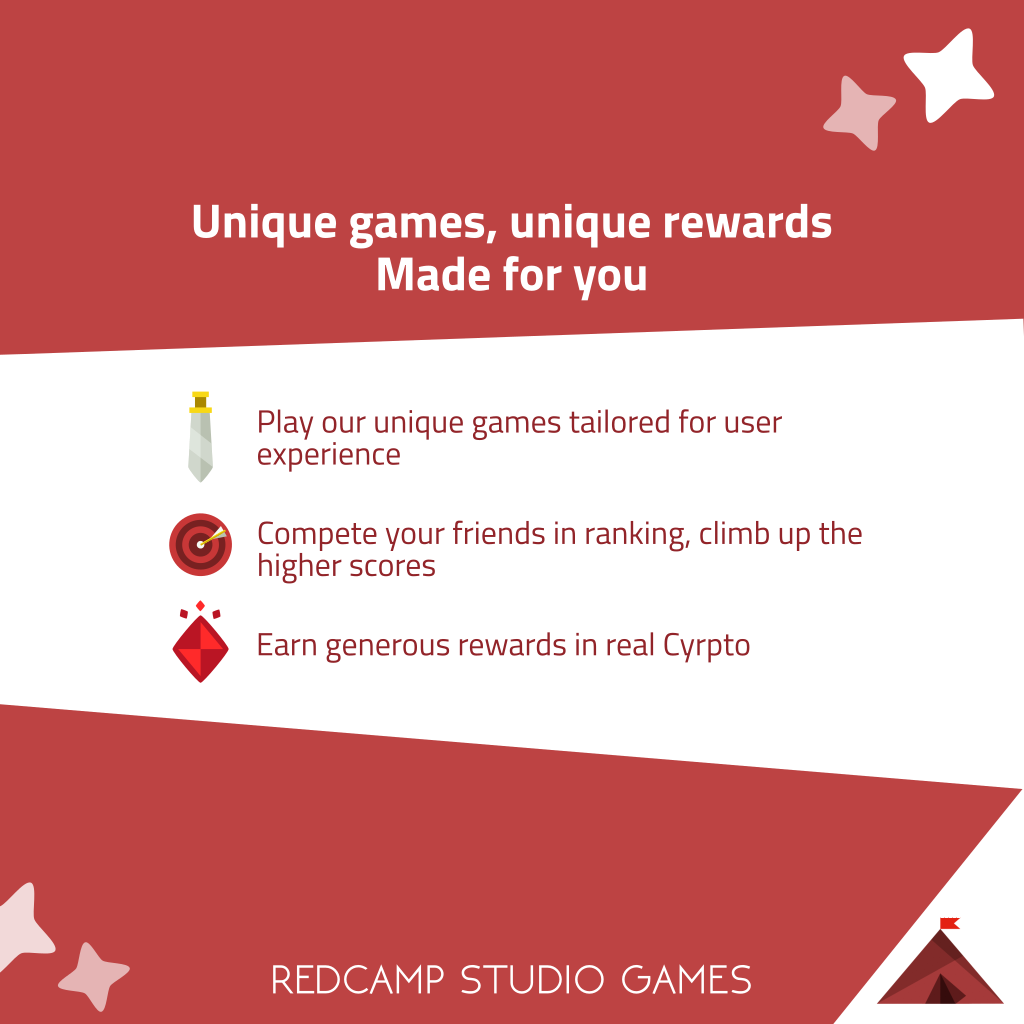 Unique games, unique rewards
Made for you
Play our unique games tailored for user
experience
Compete your friends in ranking, climb up the
higher scores
Earn generous rewards in real Cyrpto
REDCAMP STUDIO GAMES